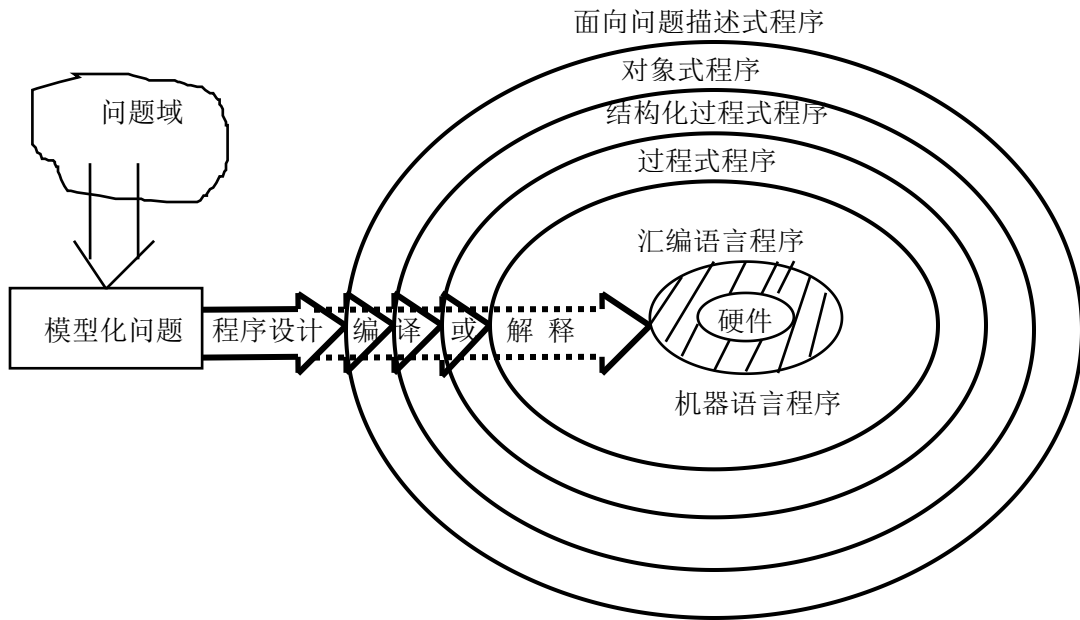 面向问题描述式程序
对象式程序
问题域
结构化过程式程序
过程式程序
汇编语言程序
硬件
模型化问题
程序设计
编 译 或 解 释
机器语言程序